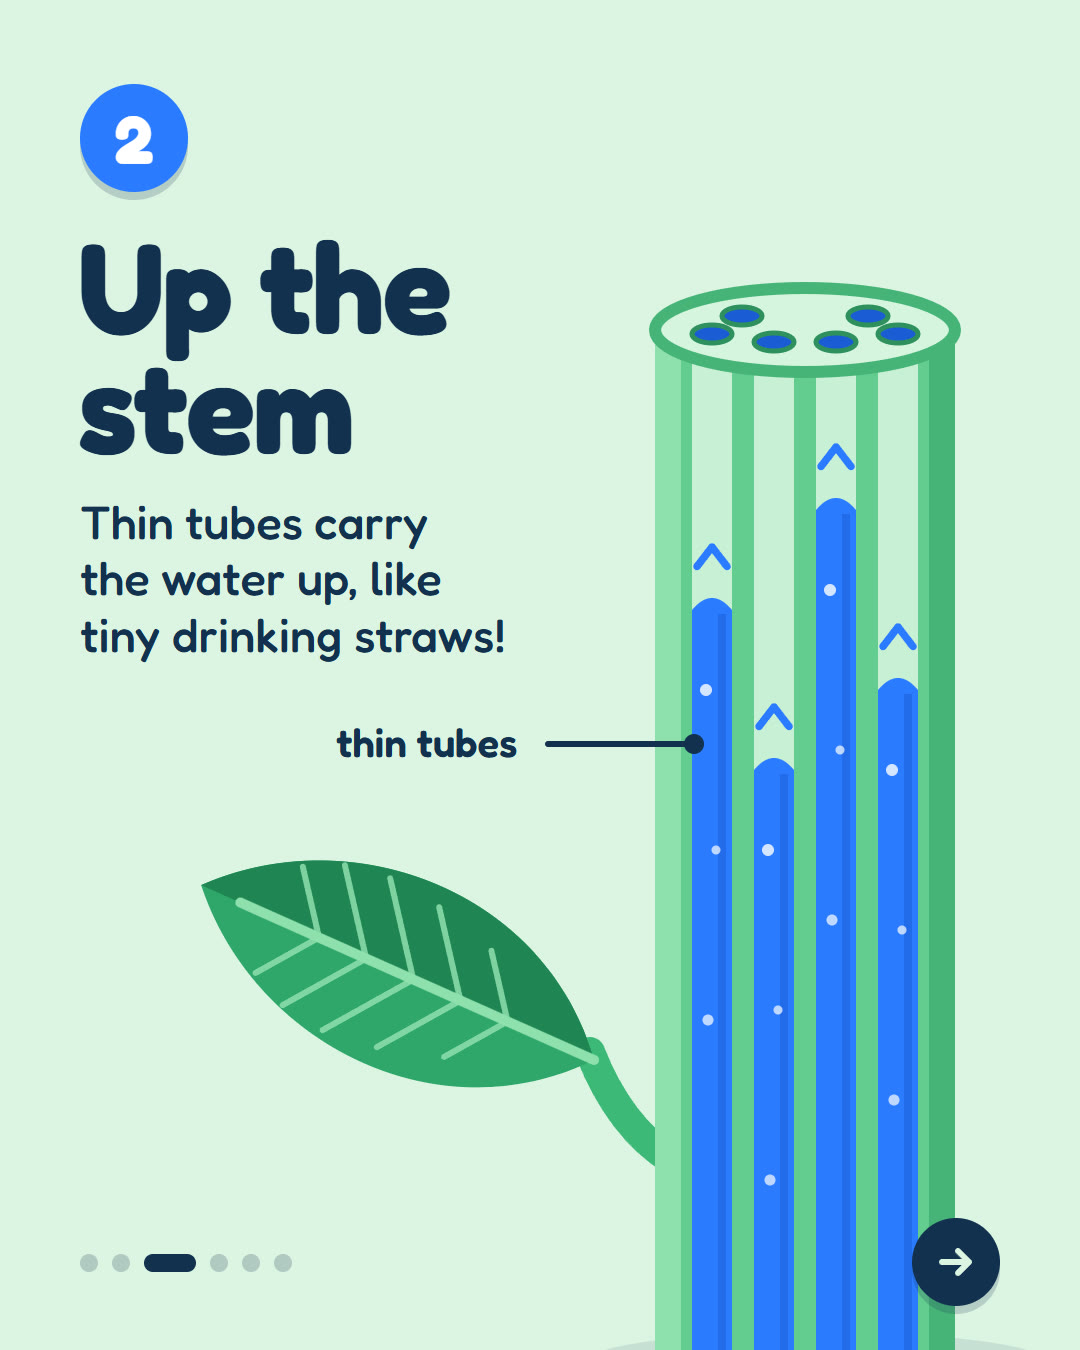 2
Up the
stem
Thin tubes carry
the water up, like
tiny drinking straws!
thin tubes